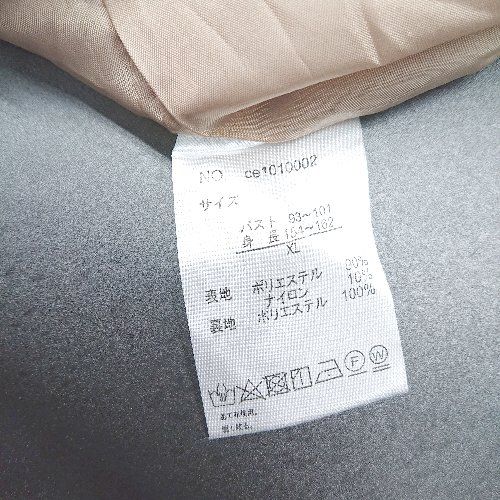 NO ce1010002
サイズ
バスト 93~101
身長 154~162
XL
表地 ポリエステル 90%
ナイロン 10%
裏地 ポリエステル 100%
F W